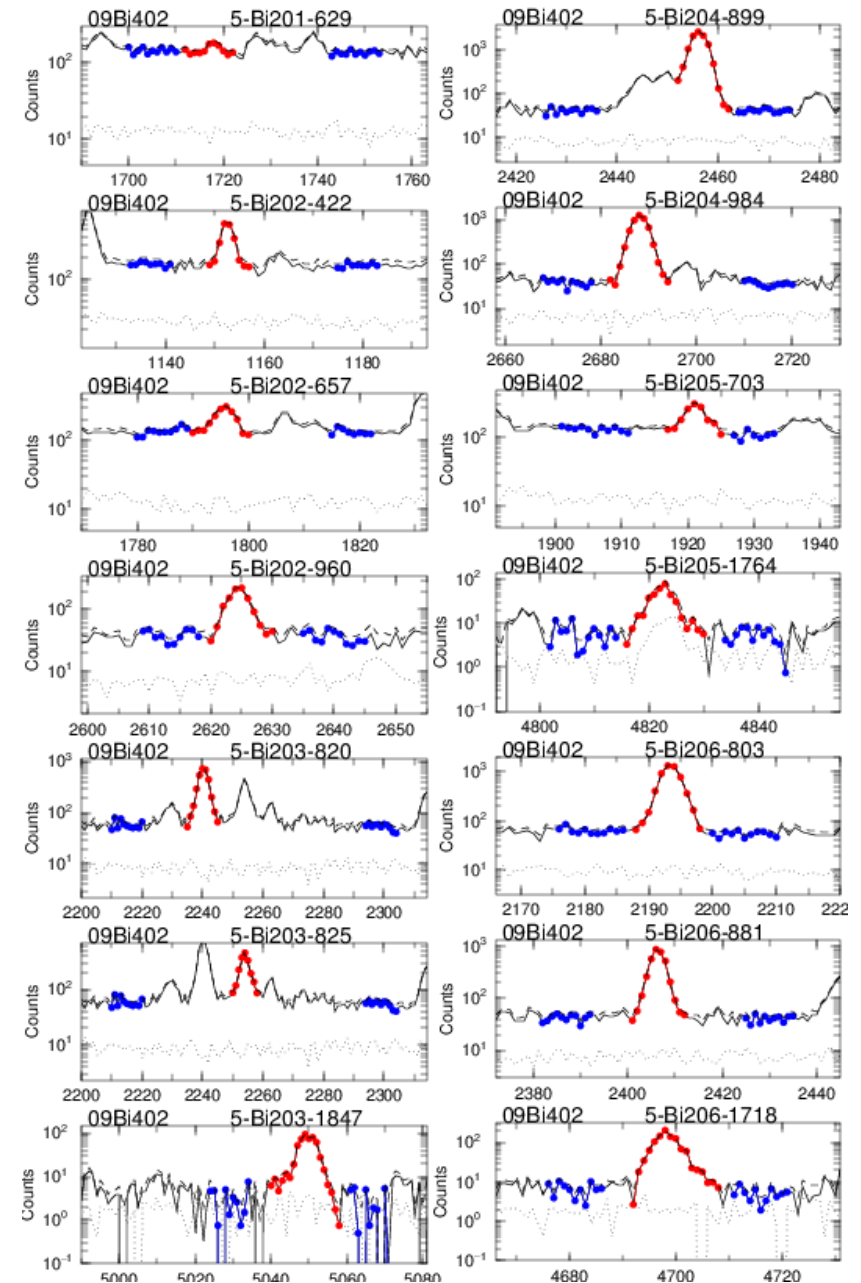 09Bi402 5-Bi201-629
Counts
10²
10¹
1700 1720 1740 1760
09Bi402 5-Bi204-899
Counts
10³
10²
10¹
2420 2440 2460 2480
09Bi402 5-Bi202-422
Counts
10²
1140 1160 1180
09Bi402 5-Bi204-984
Counts
10³
10²
10¹
2660 2680 2700 2720
09Bi402 5-Bi202-657
Counts
10²
10¹
1780 1800 1820
09Bi402 5-Bi205-703
Counts
10²
10¹
1900 1910 1920 1930 1940
09Bi402 5-Bi202-960
Counts
10²
10¹
2600 2610 2620 2630 2640 2650
09Bi402 5-Bi205-1764
Counts
10²
10¹
10⁰
10⁻¹
4800 4820 4840
09Bi402 5-Bi203-820
Counts
10³
10²
10¹
2200 2220 2240 2260 2280 2300
09Bi402 5-Bi206-803
Counts
10³
10²
10¹
2170 2180 2190 2200 2210 222
09Bi402 5-Bi203-825
Counts
10²
10¹
2200 2220 2240 2260 2280 2300
09Bi402 5-Bi206-881
Counts
10³
10²
10¹
2380 2400 2420 2440
09Bi402 5-Bi203-1847
Counts
10²
10¹
10⁰
10⁻¹
5000 5020 5040 5060 5080
09Bi402 5-Bi206-1718
Counts
10²
10¹
10⁰
10⁻¹
4680 4700 4720